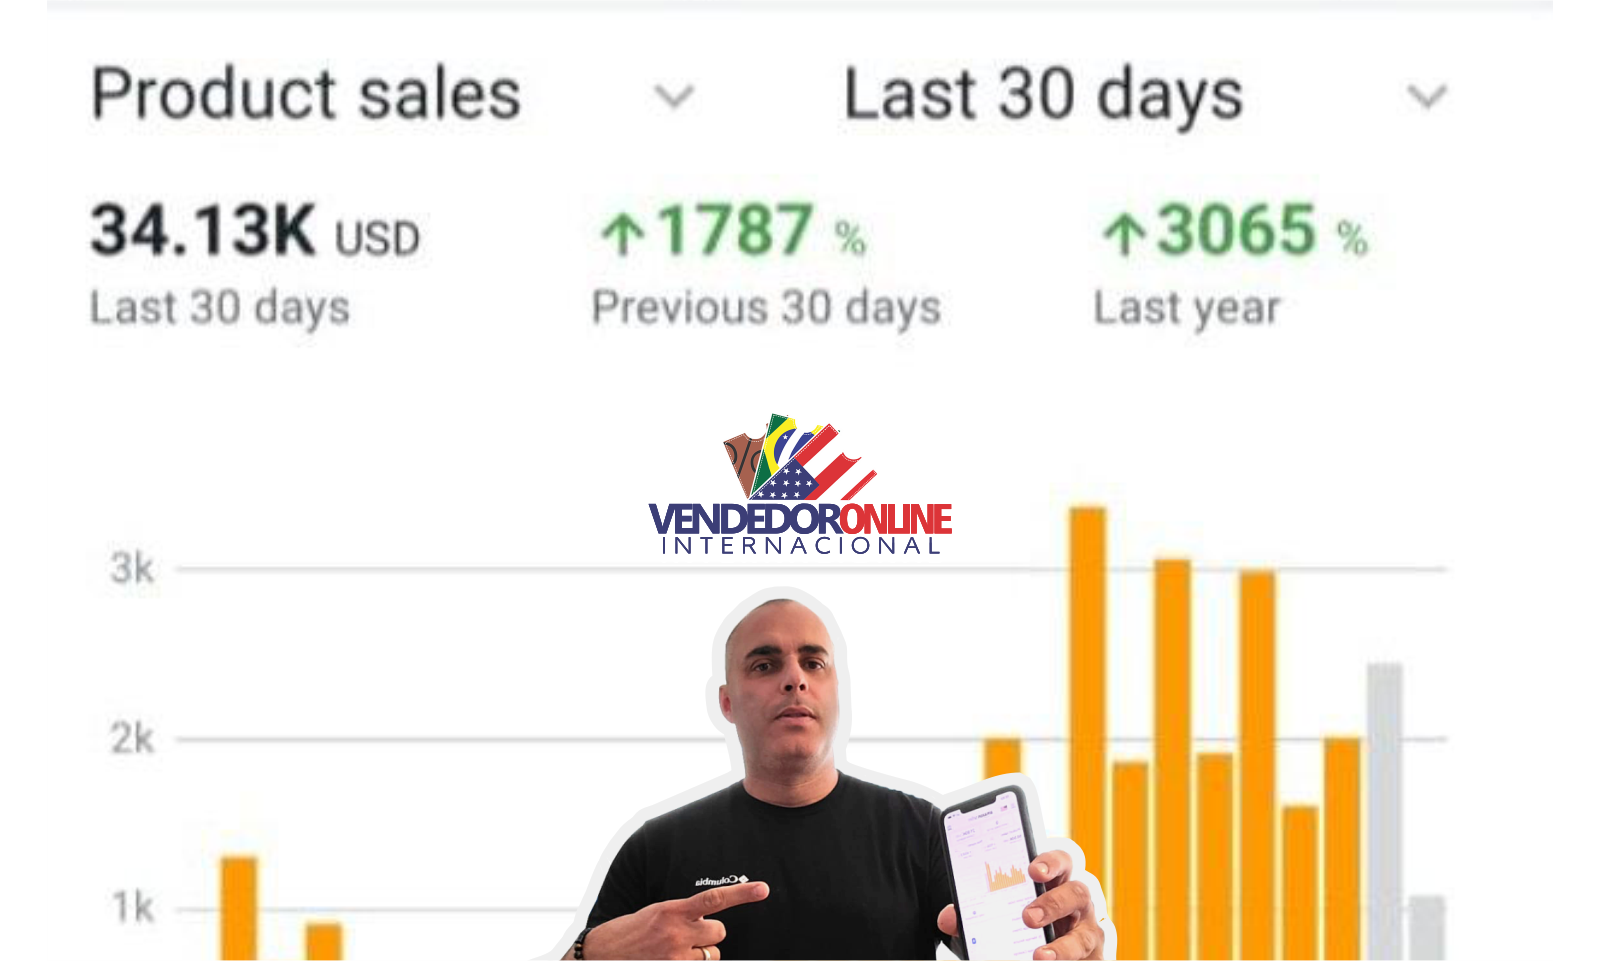 Product sales
Last 30 days
34.13K USD
↑1787 %
↑3065 %
Last 30 days
Previous 30 days
Last year
VENDEDORONLINE
INTERNACIONAL
3k
2k
1k
Columbia